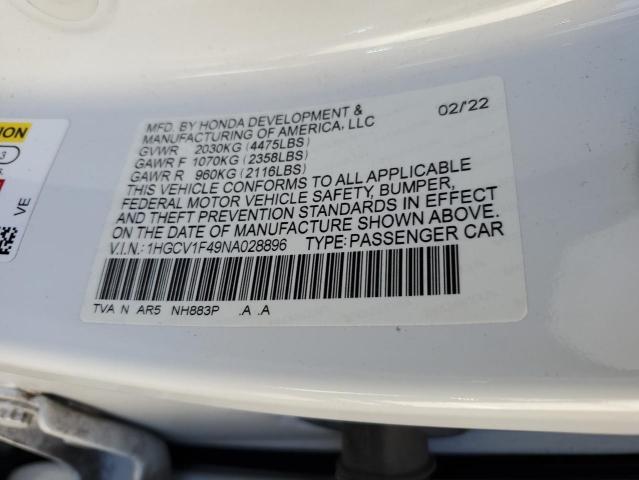 MFD. BY HONDA DEVELOPMENT & 02/'22
MANUFACTURING OF AMERICA, LLC
GVWR 2030KG (4475LBS)
GAWR F 1070KG (2358LBS)
GAWR R 960KG (2116LBS)
THIS VEHICLE CONFORMS TO ALL APPLICABLE
FEDERAL MOTOR VEHICLE SAFETY, BUMPER,
AND THEFT PREVENTION STANDARDS IN EFFECT
ON THE DATE OF MANUFACTURE SHOWN ABOVE.
V.I.N.: 1HGCV1F49NA028896 TYPE: PASSENGER CAR
TVA N AR5 NH883P .A .A
VE